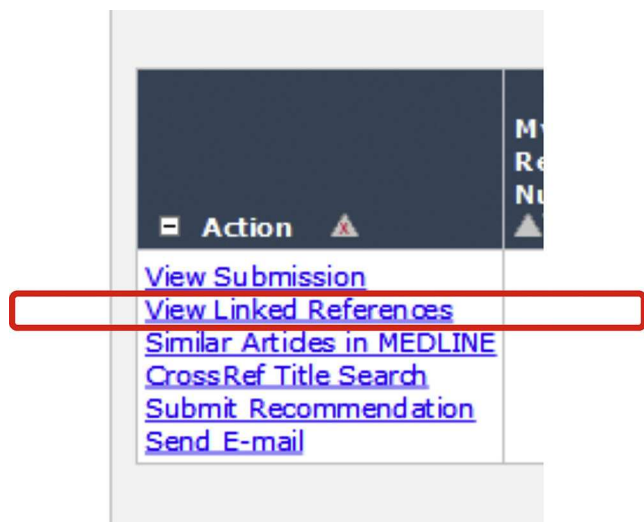 Action
View Submission
View Linked References
Similar Articles in MEDLINE
CrossRef Title Search
Submit Recommendation
Send E-mail